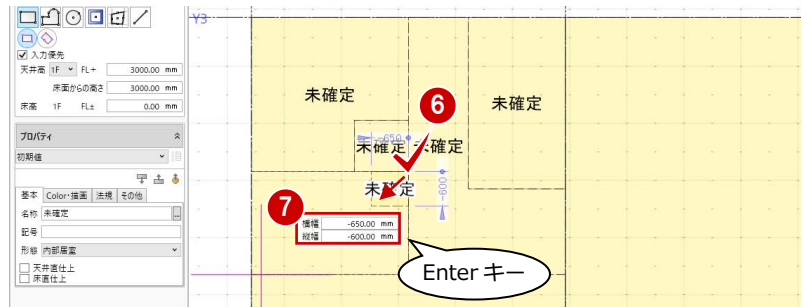 入力優先
天井高 1F FL+ 3000.00 mm
床面からの高さ 3000.00 mm
床高 1F FL± 0.00 mm
プロパティ
初期値
基本 Color・描画 法規 その他
名称 未確定 ...
記号
形態 内部居室
天井直仕上
床直仕上
Y3
未確定
未確定
6
-650
未確定 未確定
未確定
-600
7
横幅 -650.00 mm
縦幅 -600.00 mm
Enter キー